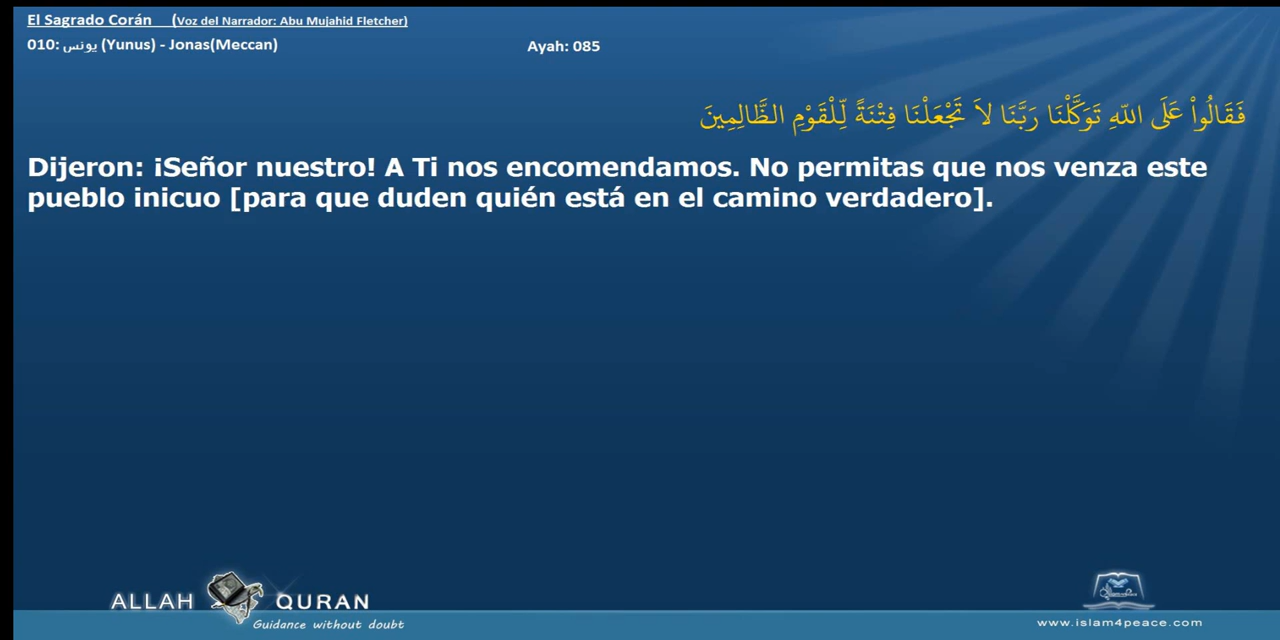 El Sagrado Corán (Voz del Narrador: Abu Mujahid Fletcher)
010: يونس (Yunus) - Jonas(Meccan) Ayah: 085
فَقَالُواْ عَلَى اللّهِ تَوَكَّلْنَا رَبَّنَا لاَ تَجْعَلْنَا فِتْنَةً لِّلْقَوْمِ الظَّالِمِينَ
Dijeron: ¡Señor nuestro! A Ti nos encomendamos. No permitas que nos venza este
pueblo inicuo [para que duden quién está en el camino verdadero].
ALLAH QURAN
Guidance without doubt
www.islam4peace.com